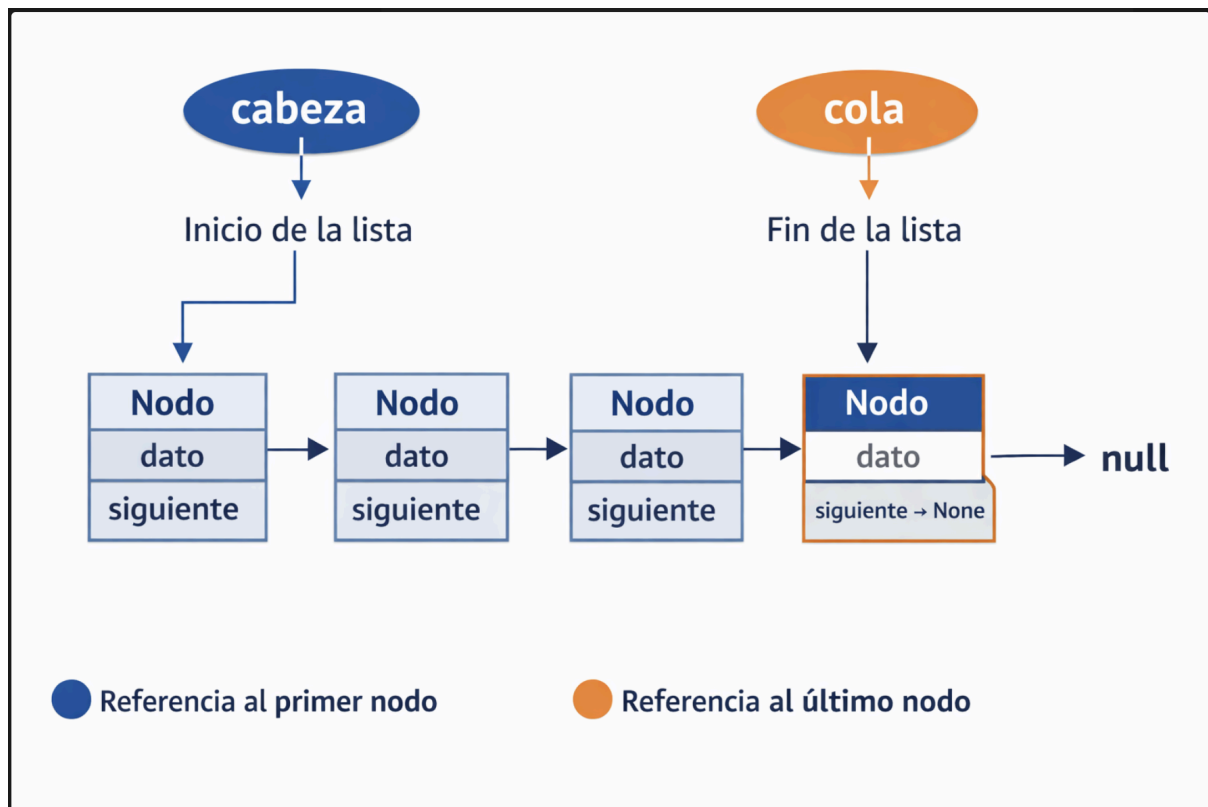 cabeza
cola
Inicio de la lista
Fin de la lista
Nodo
dato
siguiente
Nodo
dato
siguiente
Nodo
dato
siguiente
Nodo
dato
siguiente → None
null
Referencia al primer nodo
Referencia al último nodo